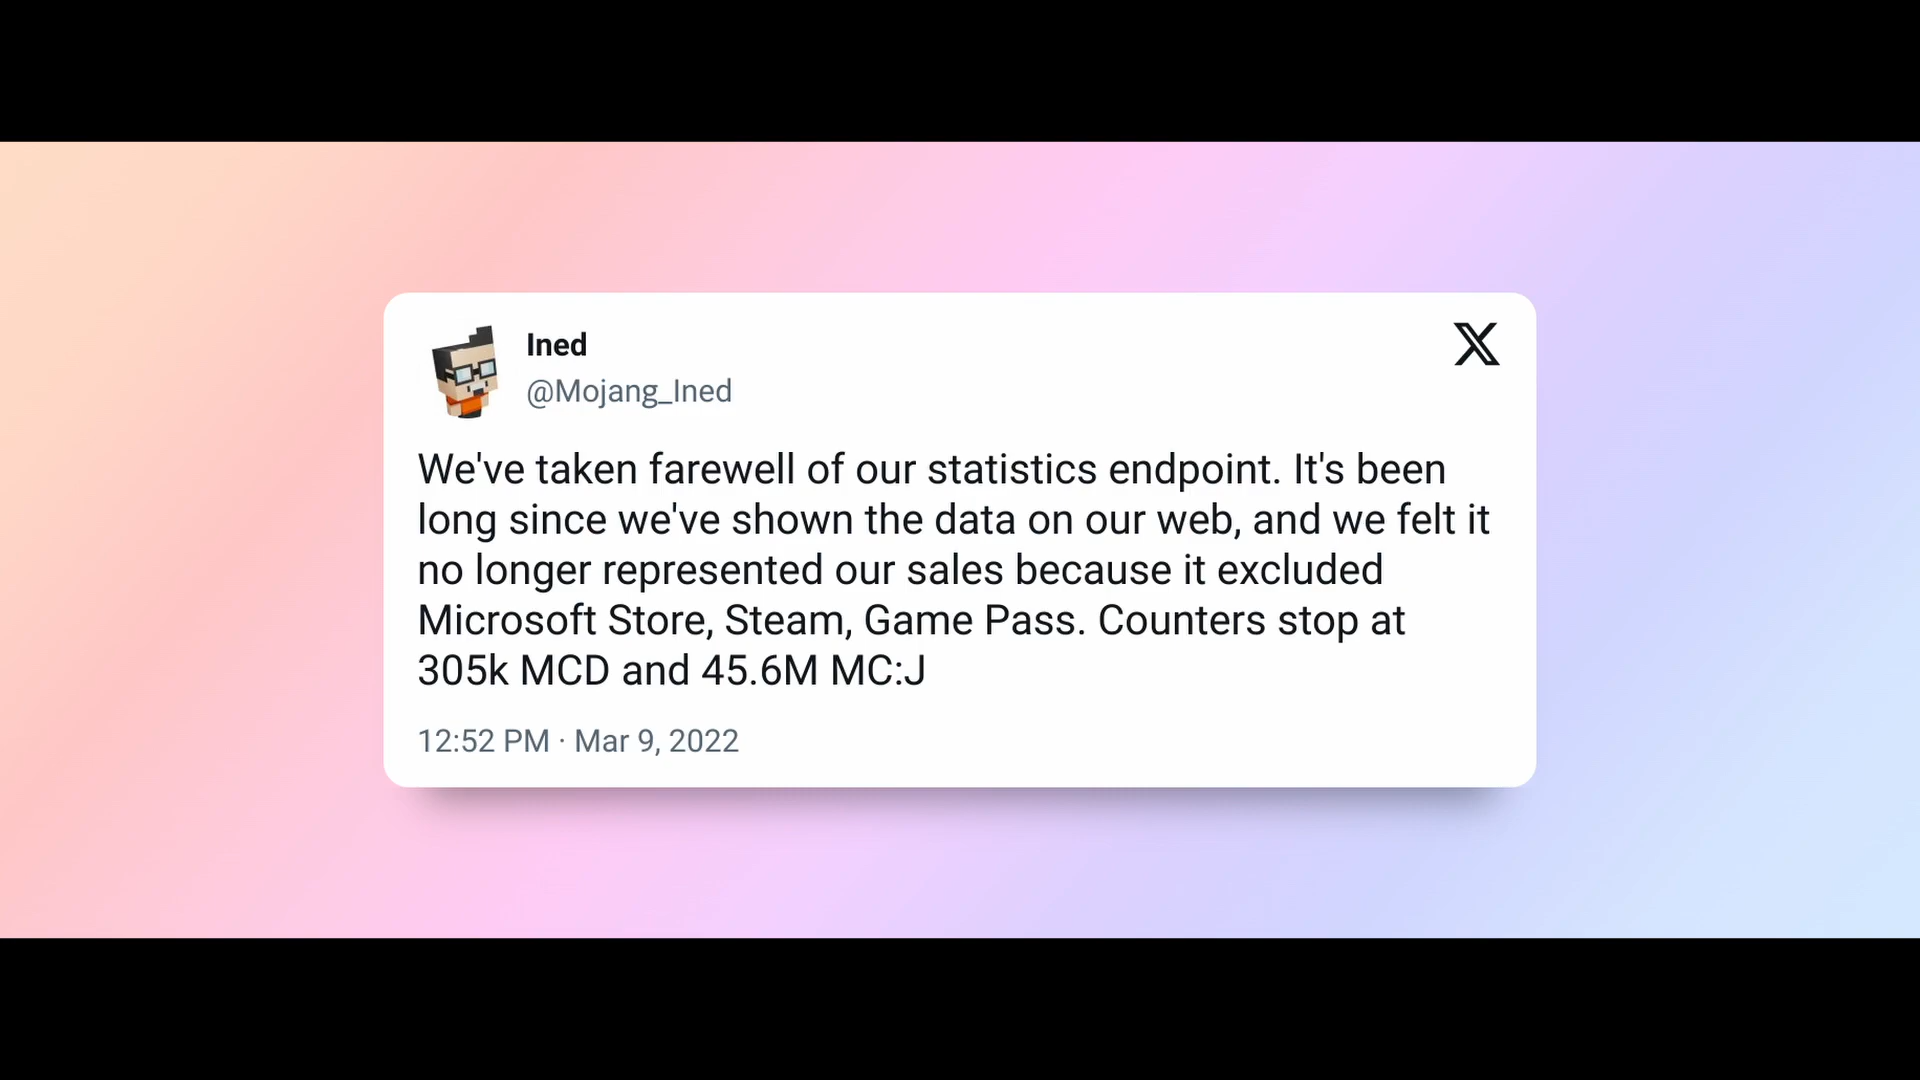 Ined
@Mojang_Ined
We've taken farewell of our statistics endpoint. It's been
long since we've shown the data on our web, and we felt it
no longer represented our sales because it excluded
Microsoft Store, Steam, Game Pass. Counters stop at
305k MCD and 45.6M MC:J
12:52 PM · Mar 9, 2022